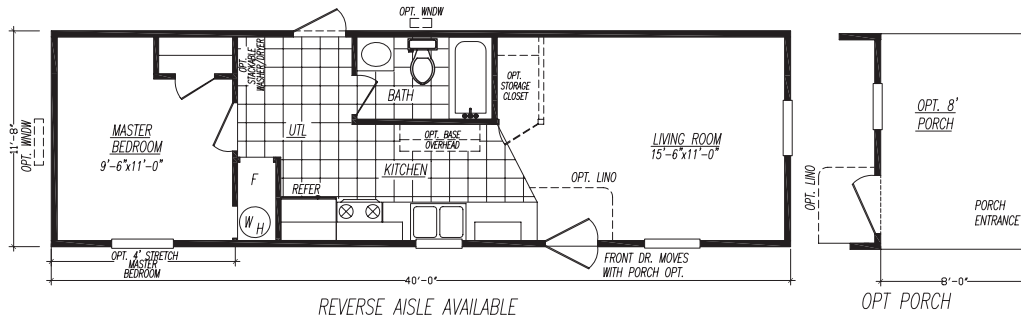 OPT. WNDW
11'-8"
OPT. WNDW
MASTER
BEDROOM
9'-6"x11'-0"
OPT.
STACKABLE
WASHER/DRYER
UTL
BATH
OPT. BASE
OVERHEAD
KITCHEN
OPT.
STORAGE
CLOSET
LIVING ROOM
15'-6"x11'-0"
OPT. LINO
F
W
H
REFER
OPT. 4' STRETCH
MASTER
BEDROOM
FRONT DR. MOVES
WITH PORCH OPT.
40'-0"
REVERSE AISLE AVAILABLE
OPT. 8'
PORCH
OPT. LINO
PORCH
ENTRANCE
8'-0"
OPT PORCH